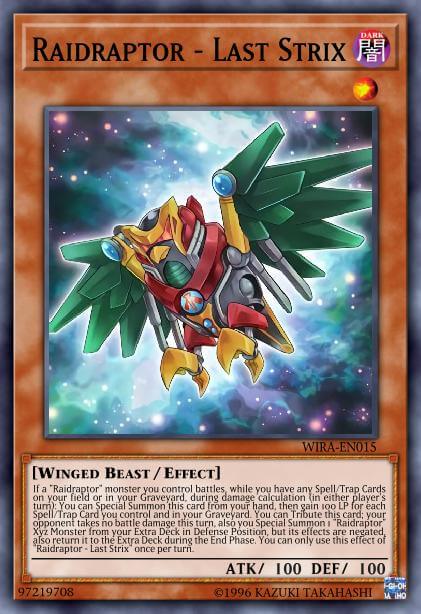 RAIDRAPTOR - LAST STRIX
DARK
闇
WIRA-EN015
[WINGED BEAST / EFFECT]
If a "Raidraptor" monster you control battles, while you have any Spell/Trap Cards
on your field or in your Graveyard, during damage calculation (in either player's
turn): You can Special Summon this card from your hand, then gain 100 LP for each
Spell/Trap Card you control and in your Graveyard. You can Tribute this card; your
opponent takes no battle damage this turn, also you Special Summon 1 "Raidraptor"
Xyz Monster from your Extra Deck in Defense Position, but its effects are negated,
also return it to the Extra Deck during the End Phase. You can only use this effect of
"Raidraptor - Last Strix" once per turn.
ATK/ 100 DEF/ 100
97219708
©1996 KAZUKI TAKAHASHI